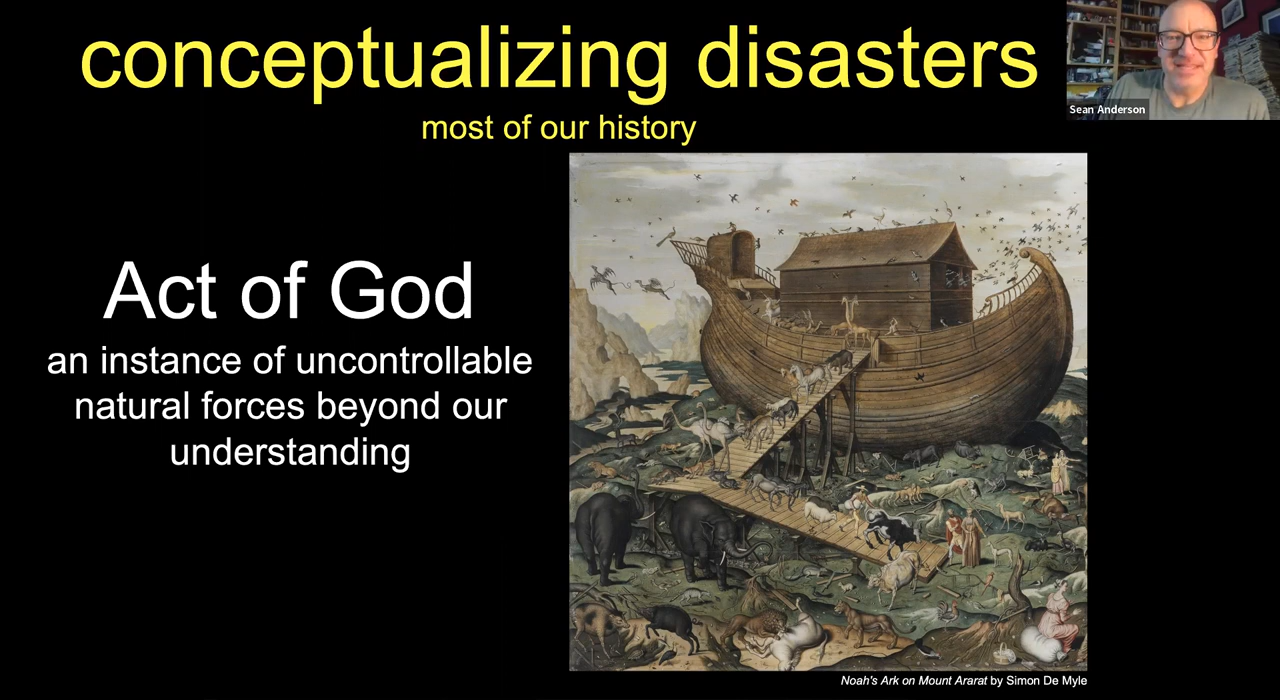 conceptualizing disasters
most of our history
Sean Anderson
Act of God
an instance of uncontrollable
natural forces beyond our
understanding
Noah's Ark on Mount Ararat by Simon De Myle